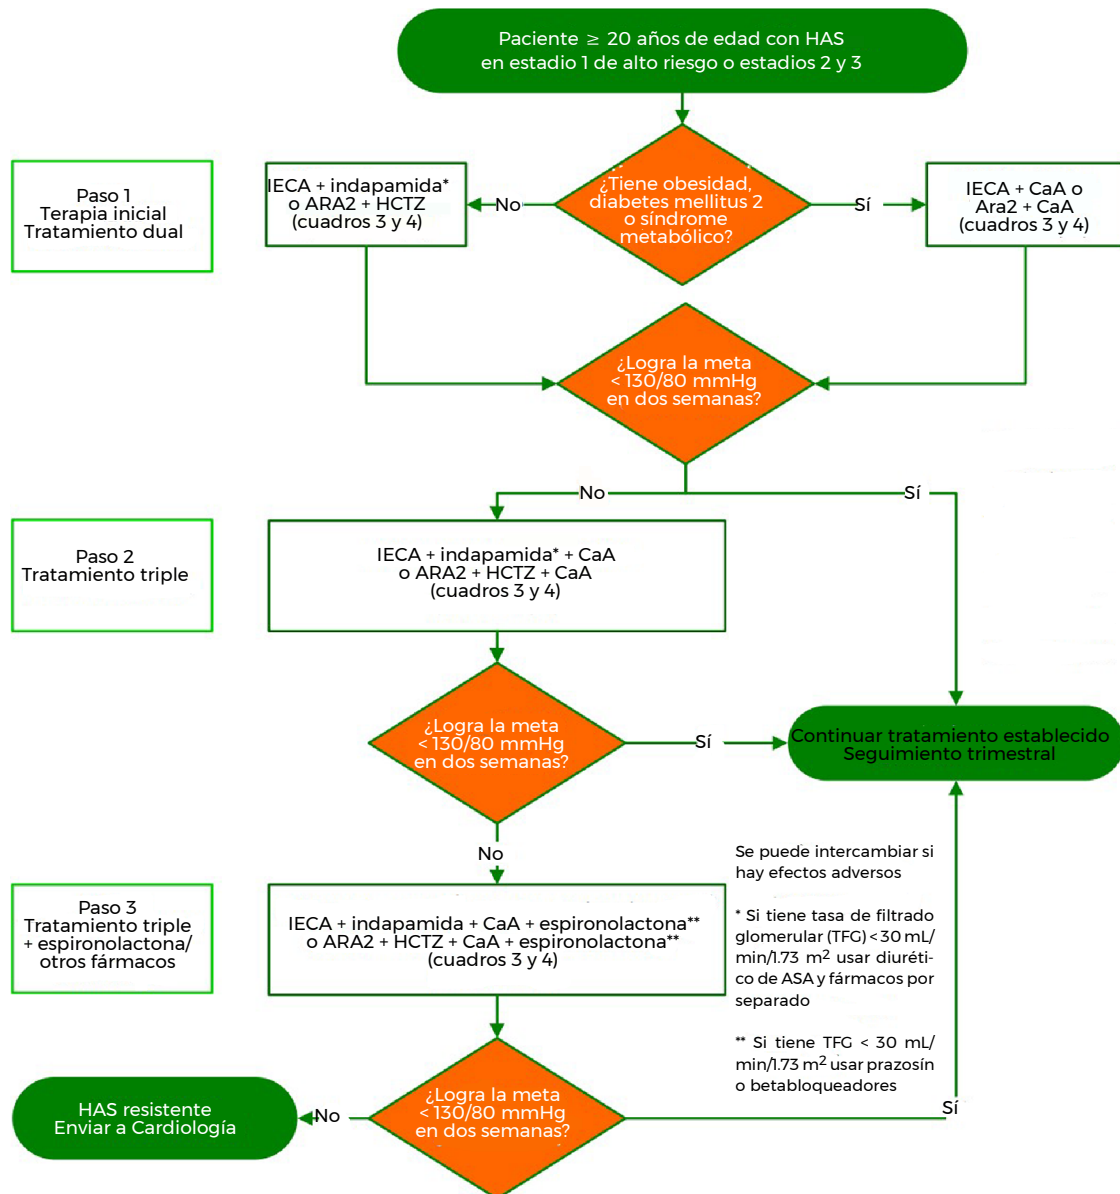 Paciente ≥ 20 años de edad con HAS
en estadio 1 de alto riesgo o estadios 2 y 3
Paso 1
Terapia inicial
Tratamiento dual
IECA + indapamida*
o ARA2 + HCTZ
(cuadros 3 y 4)
No
¿Tiene obesidad,
diabetes mellitus 2
o síndrome
metabólico?
Sí
IECA + CaA o
Ara2 + CaA
(cuadros 3 y 4)
¿Logra la meta
< 130/80 mmHg
en dos semanas?
No
Sí
Paso 2
Tratamiento triple
IECA + indapamida* + CaA
o ARA2 + HCTZ + CaA
(cuadros 3 y 4)
¿Logra la meta
< 130/80 mmHg
en dos semanas?
Sí
Continuar tratamiento establecido
Seguimiento trimestral
No
Paso 3
Tratamiento triple
+ espironolactona/
otros fármacos
IECA + indapamida + CaA + espironolactona**
o ARA2 + HCTZ + CaA + espironolactona**
(cuadros 3 y 4)
Se puede intercambiar si
hay efectos adversos
* Si tiene tasa de filtrado
glomerular (TFG) < 30 mL/
min/1.73 m² usar diuréti-
co de ASA y fármacos por
separado
** Si tiene TFG < 30 mL/
min/1.73 m² usar prazosín
o betabloqueadores
¿Logra la meta
< 130/80 mmHg
en dos semanas?
No
Sí
HAS resistente
Enviar a Cardiología